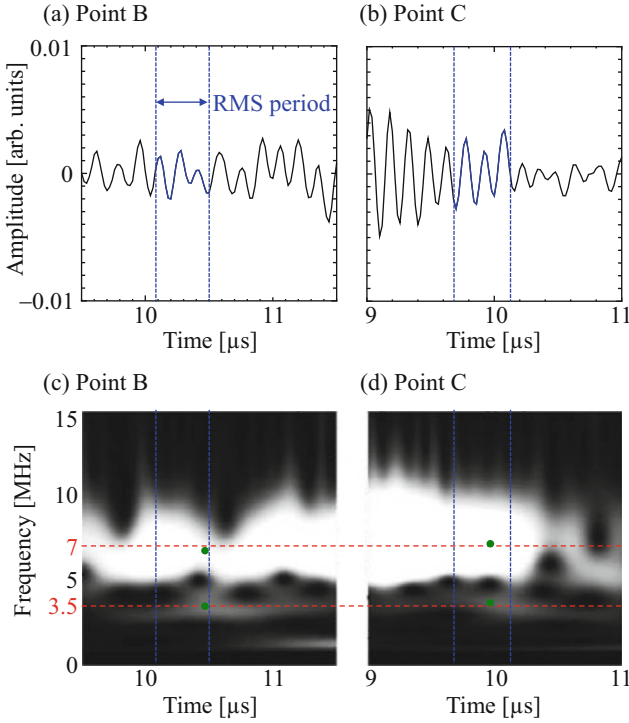 (a) Point B
(b) Point C
0.01
RMS period
Amplitude [arb. units]
0
−0.01
10
11
9
10
11
Time [µs]
Time [µs]
(c) Point B
(d) Point C
15
10
Frequency [MHz]
7
5
3.5
0
10
11
9
10
11
Time [µs]
Time [µs]